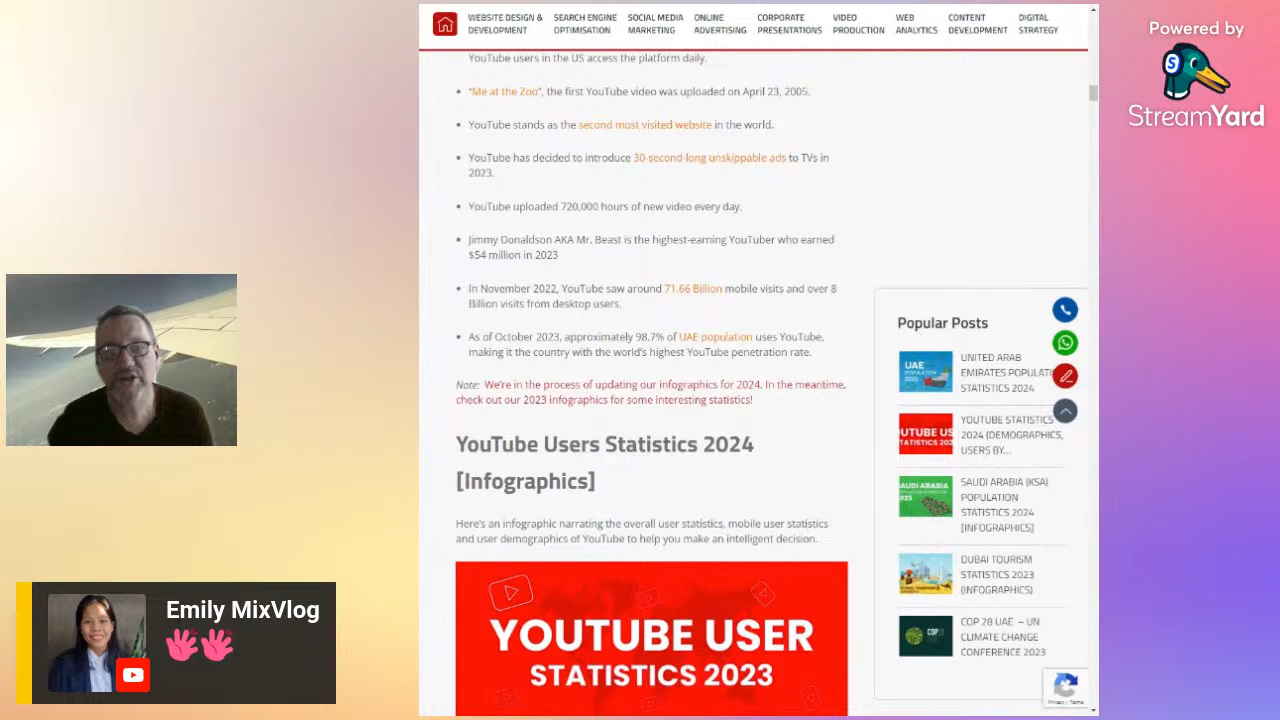 WEBSITE DESIGN &
DEVELOPMENT
SEARCH ENGINE
OPTIMISATION
SOCIAL MEDIA
MARKETING
ONLINE
ADVERTISING
CORPORATE
PRESENTATIONS
VIDEO
PRODUCTION
WEB
ANALYTICS
CONTENT
DEVELOPMENT
DIGITAL
STRATEGY
Powered by
StreamYard
YouTube users in the US access the platform daily.
• “Me at the Zoo”, the first YouTube video was uploaded on April 23, 2005.
• YouTube stands as the second most visited website in the world.
• YouTube has decided to introduce 30-second-long unskippable ads to TVs in
2023.
• YouTube uploaded 720,000 hours of new video every day.
• Jimmy Donaldson AKA Mr. Beast is the highest-earning YouTuber who earned
$54 million in 2023
• In November 2022, YouTube saw around 71.66 Billion mobile visits and over 8
Billion visits from desktop users.
• As of October 2023, approximately 98.7% of UAE population uses YouTube,
making it the country with the world’s highest YouTube penetration rate.
Note: We’re in the process of updating our infographics for 2024. In the meantime,
check out our 2023 infographics for some interesting statistics!
YouTube Users Statistics 2024
[Infographics]
Here’s an infographic narrating the overall user statistics, mobile user statistics
and user demographics of YouTube to help you make an intelligent decision.
YOUTUBE USER
STATISTICS 2023
Popular Posts
UAE
POPULATION
2023
UNITED ARAB
EMIRATES POPULATI
STATISTICS 2024
OUTUBE US
TATISTICS 202
YOUTUBE STATISTICS
2024 (DEMOGRAPHICS,
USERS BY...
SAUDI ARABIA (KSA)
POPULATION
STATISTICS 2024
[INFOGRAPHICS]
DUBAI TOURISM
STATISTICS 2023
(INFOGRAPHICS)
COP
COP 28 UAE – UN
CLIMATE CHANGE
CONFERENCE 2023
Privacy - Terms
Emily MixVlog